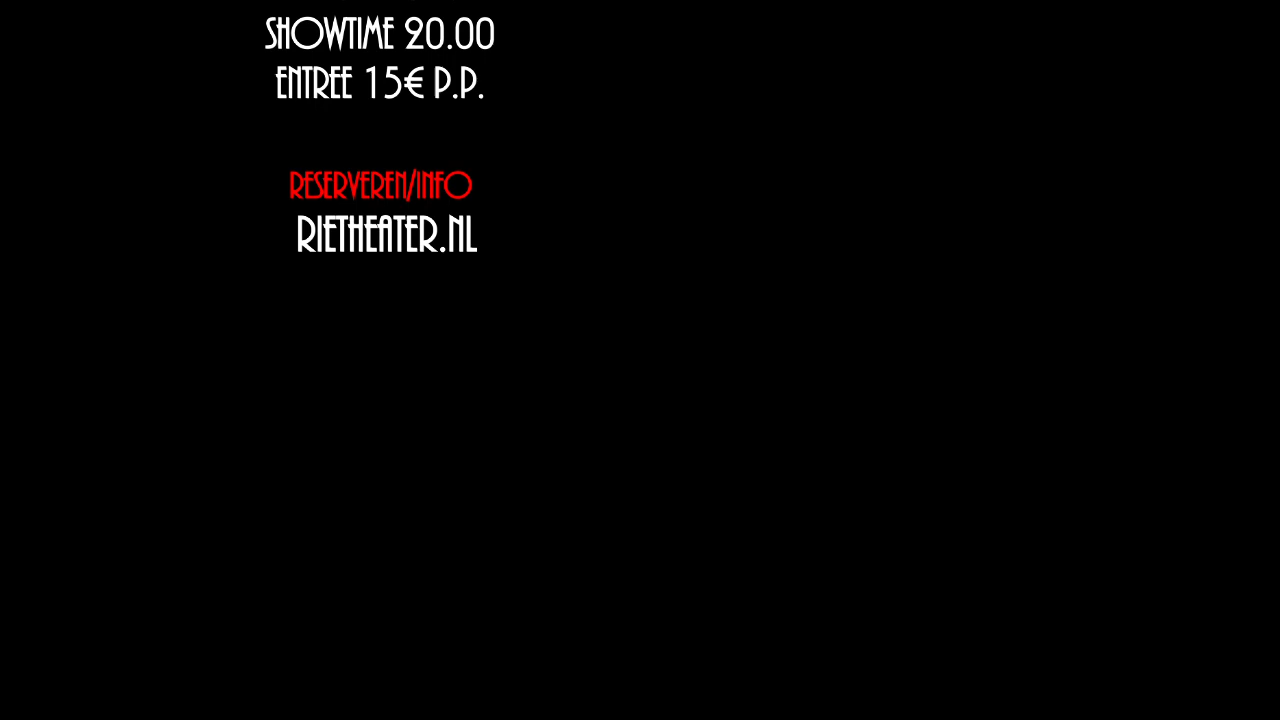 SHOWTIME 20.00
ENTREE 15€ P.P.
RESERVEREN/INFO
RIETHEATER.NL